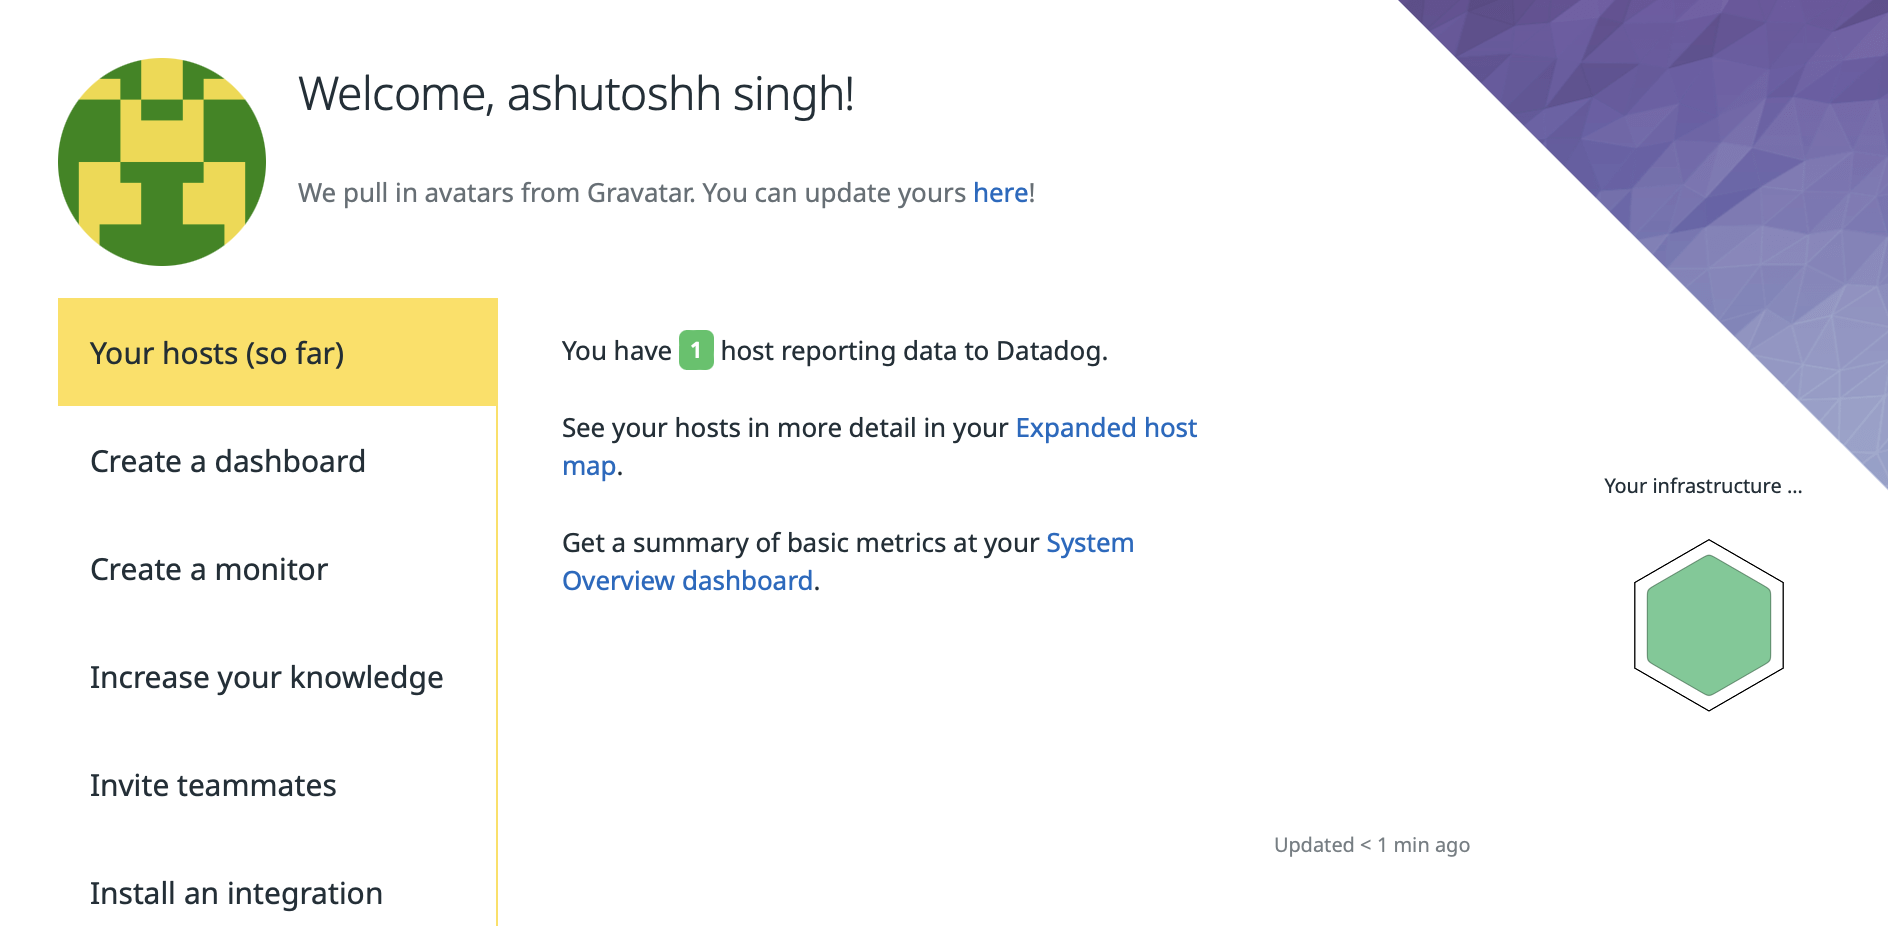 Welcome, ashutoshh singh!
We pull in avatars from Gravatar. You can update yours here!
Your hosts (so far)
Create a dashboard
Create a monitor
Increase your knowledge
Invite teammates
Install an integration
You have 1 host reporting data to Datadog.
See your hosts in more detail in your Expanded host
map.
Get a summary of basic metrics at your System
Overview dashboard.
Your infrastructure ...
Updated < 1 min ago